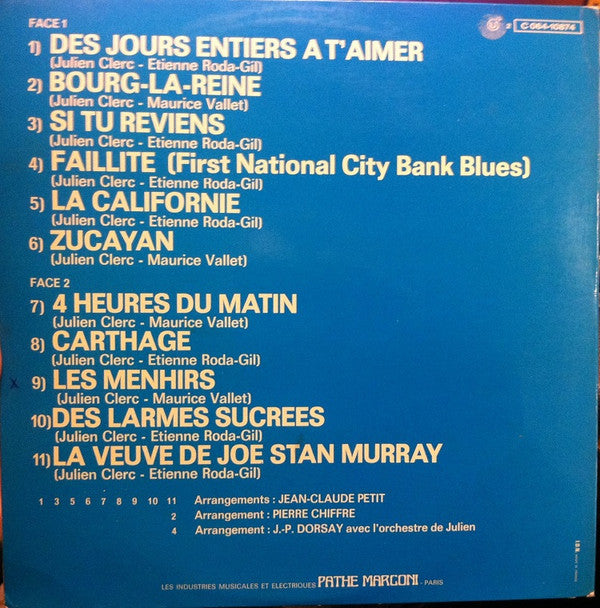 FACE 1
2 C 064-10874
1) DES JOURS ENTIERS A T'AIMER
(Julien Clerc - Etienne Roda-Gil)
2) BOURG-LA-REINE
(Julien Clerc - Maurice Vallet)
3) SI TU REVIENS
(Julien Clerc - Etienne Roda-Gil)
4) FAILLITE (First National City Bank Blues)
(Julien Clerc - Etienne Roda-Gil)
5) LA CALIFORNIE
(Julien Clerc - Etienne Roda-Gil)
6) ZUCAYAN
(Julien Clerc - Maurice Vallet)
FACE 2
7) 4 HEURES DU MATIN
(Julien Clerc - Maurice Vallet)
8) CARTHAGE
(Julien Clerc - Etienne Roda-Gil)
x 9) LES MENHIRS
(Julien Clerc - Maurice Vallet)
10) DES LARMES SUCREES
(Julien Clerc - Etienne Roda-Gil)
11) LA VEUVE DE JOE STAN MURRAY
(Julien Clerc - Etienne Roda-Gil)
1 3 5 6 7 8 9 10 11 Arrangements : JEAN-CLAUDE PETIT
2 Arrangement : PIERRE CHIFFRE
4 Arrangement : J.-P. DORSAY avec l'orchestre de Julien
LES INDUSTRIES MUSICALES ET ELECTRIQUES PATHE MARCONI - PARIS